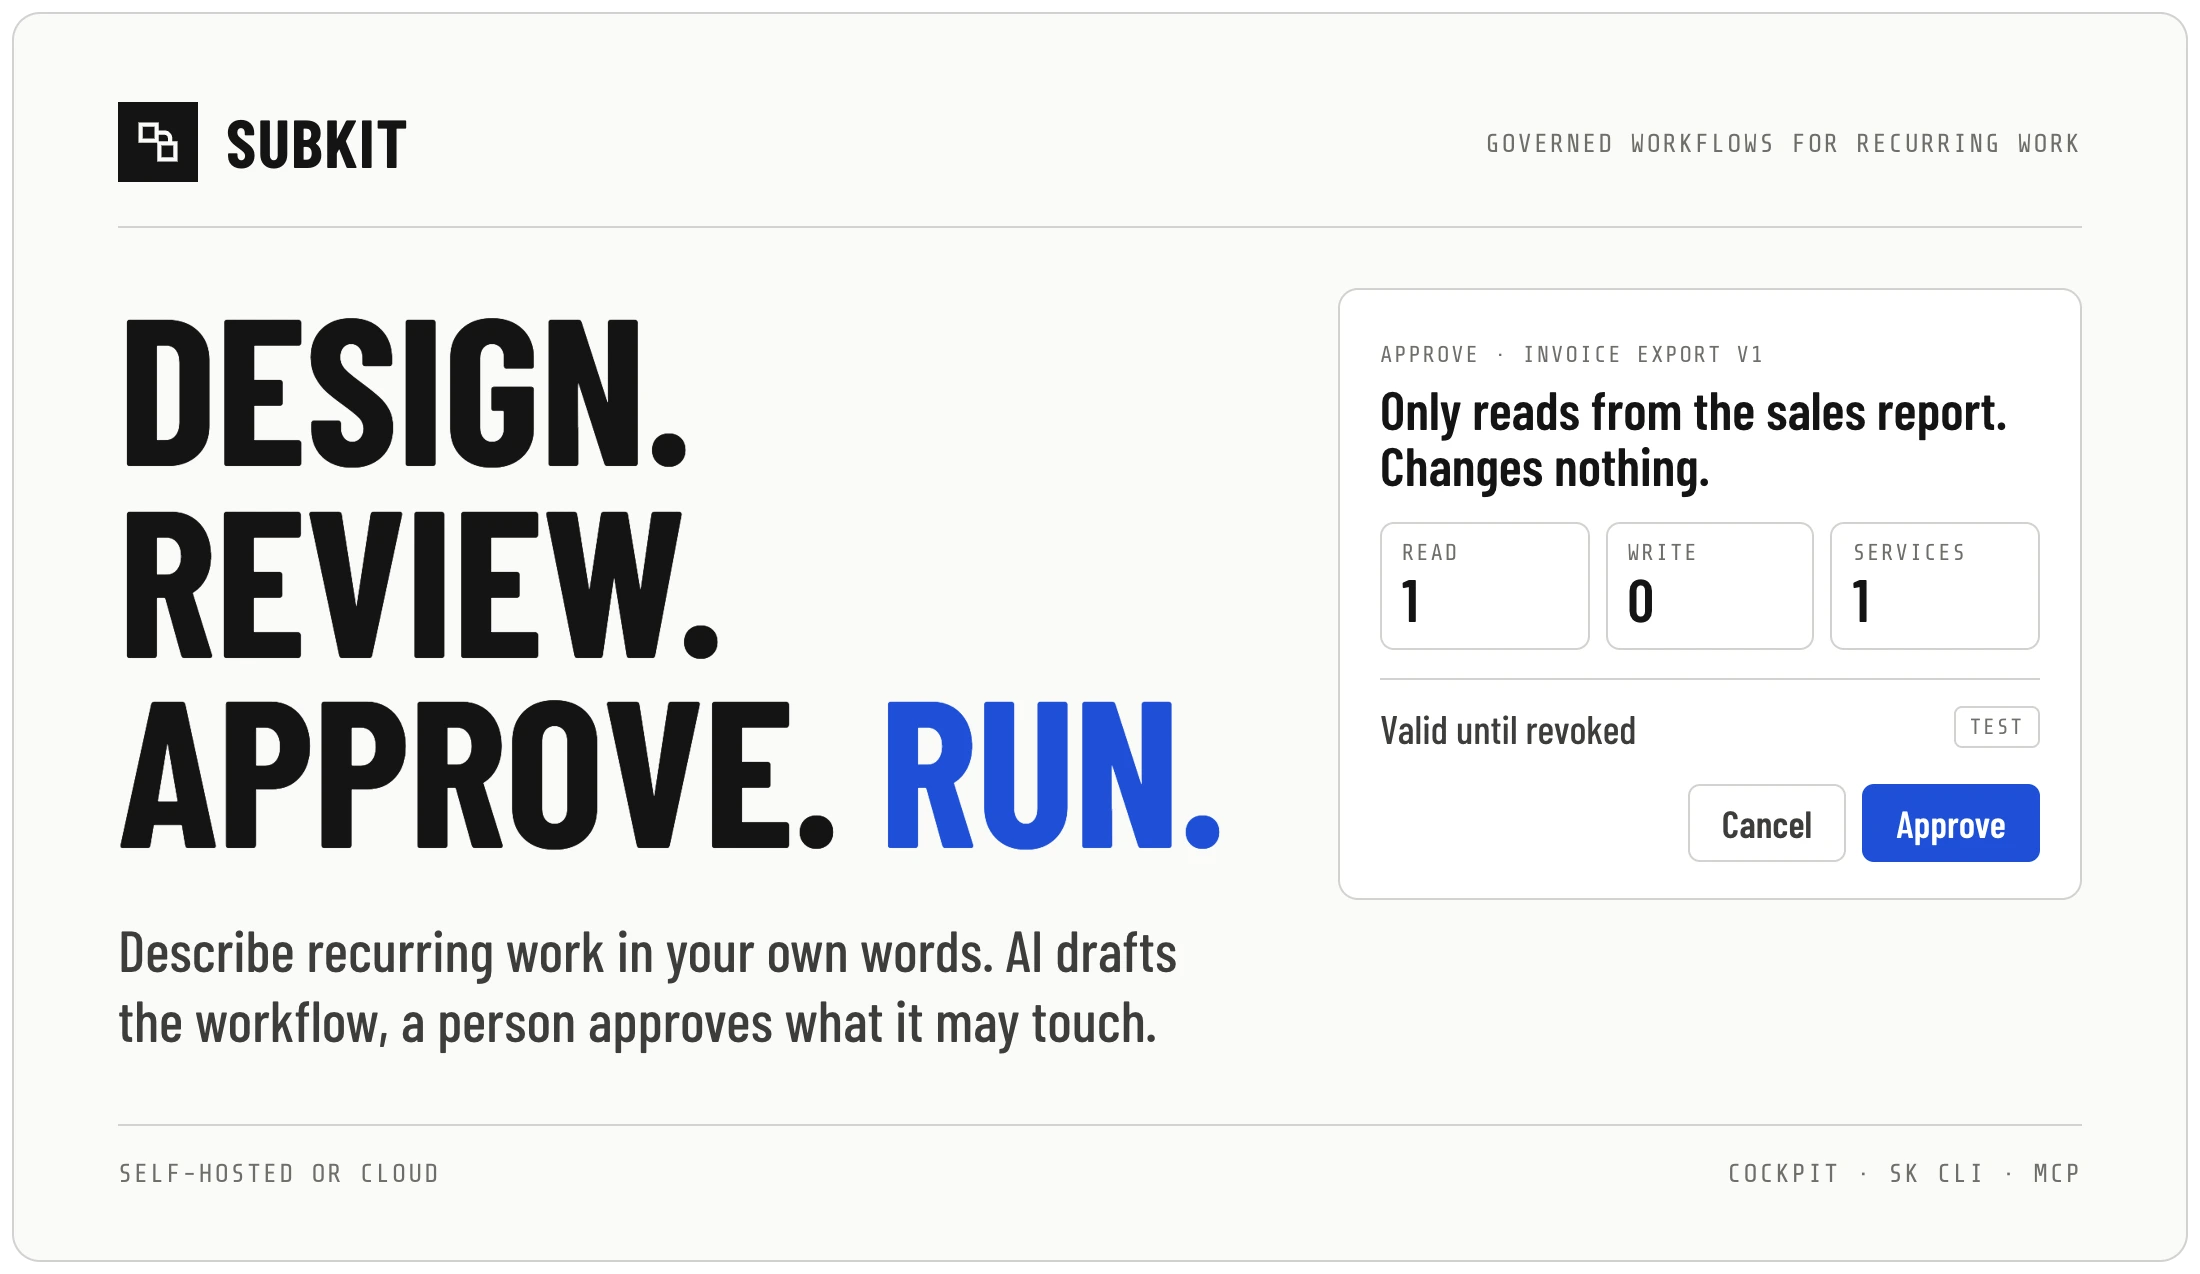 SUBKIT
GOVERNED WORKFLOWS FOR RECURRING WORK
DESIGN.
REVIEW.
APPROVE. RUN.
Describe recurring work in your own words. AI drafts
the workflow, a person approves what it may touch.
APPROVE · INVOICE EXPORT V1
Only reads from the sales report.
Changes nothing.
READ
1
WRITE
0
SERVICES
1
Valid until revoked
TEST
Cancel
Approve
SELF-HOSTED OR CLOUD
COCKPIT · SK CLI · MCP